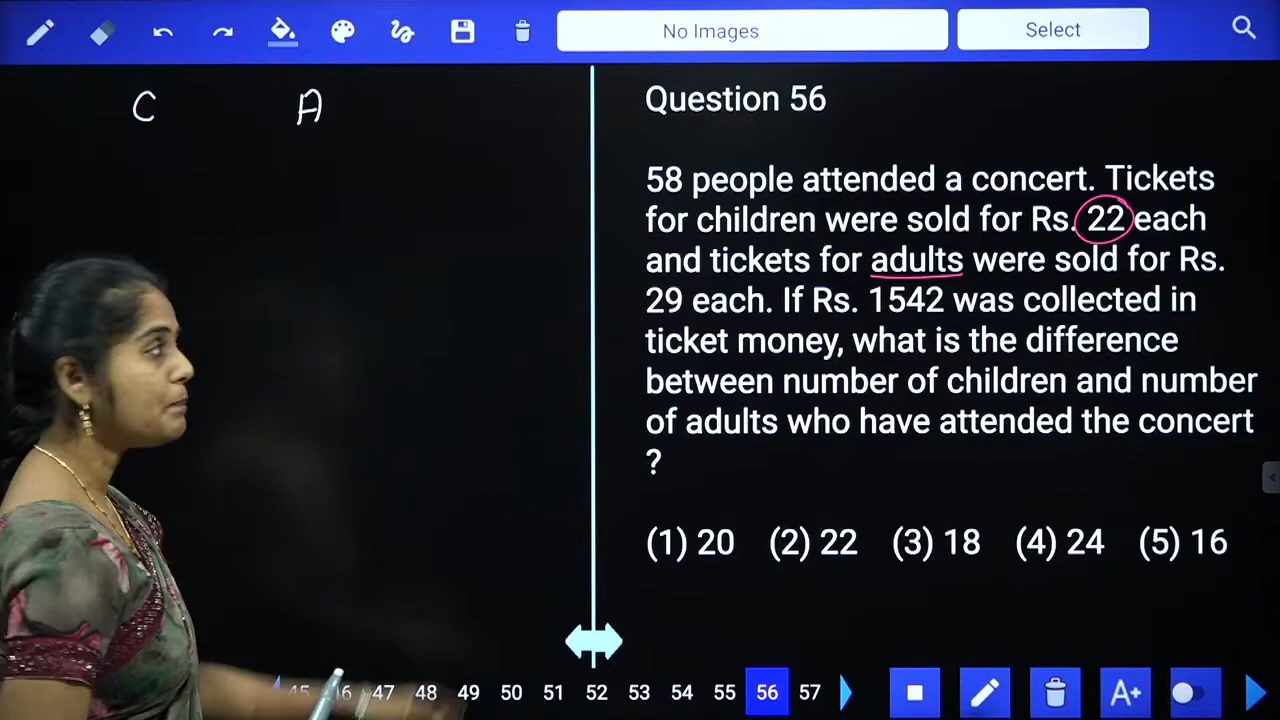 No Images
Select
C A
Question 56
58 people attended a concert. Tickets
for children were sold for Rs. 22 each
and tickets for adults were sold for Rs.
29 each. If Rs. 1542 was collected in
ticket money, what is the difference
between number of children and number
of adults who have attended the concert
?
(1) 20 (2) 22 (3) 18 (4) 24 (5) 16
47 48 49 50 51 52 53 54 55 56 57
A+